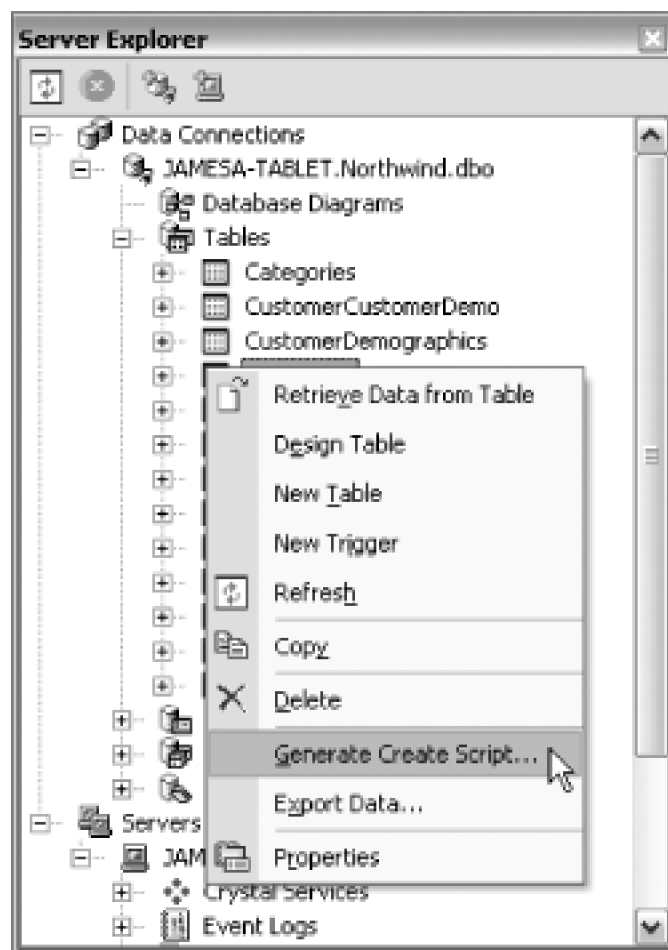 Server Explorer
Data Connections
JAMESA-TABLET.Northwind.dbo
Database Diagrams
Tables
Categories
CustomerCustomerDemo
CustomerDemographics
Retrieve Data from Table
Design Table
New Table
New Trigger
Refresh
Copy
Delete
Generate Create Script...
Export Data...
Servers
JAM
Properties
Crystal Services
Event Logs